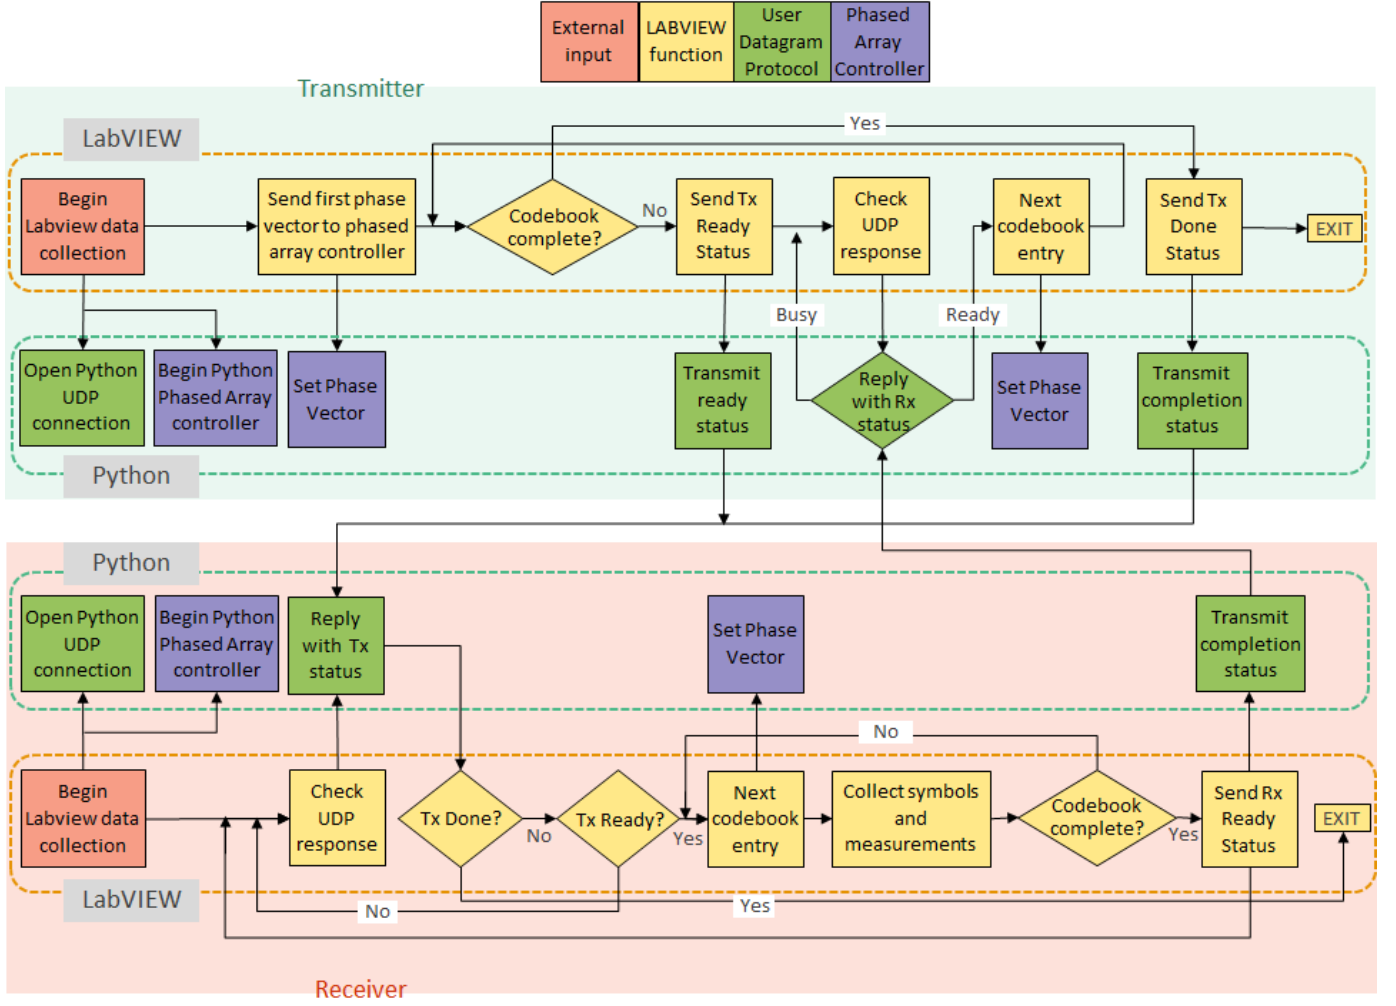 External
input
LABVIEW
function
User
Datagram
Protocol
Phased
Array
Controller
Transmitter
LabVIEW
Yes
Begin
Labview data
collection
Send first phase
vector to phased
array controller
Codebook
complete?
No
Send Tx
Ready
Status
Check
UDP
response
Next
codebook
entry
Send Tx
Done
Status
EXIT
Busy
Ready
Open Python
UDP
connection
Begin Python
Phased Array
controller
Set Phase
Vector
Transmit
ready
status
Reply
with Rx
status
Set Phase
Vector
Transmit
completion
status
Python
Python
Open Python
UDP
connection
Begin Python
Phased Array
controller
Reply
with Tx
status
Set Phase
Vector
Transmit
completion
status
No
Begin
Labview data
collection
Check
UDP
response
Tx Done?
No
Tx Ready?
Yes
Next
codebook
entry
Collect symbols
and
measurements
Codebook
complete?
Yes
Send Rx
Ready
Status
EXIT
LabVIEW
No
Yes
Receiver